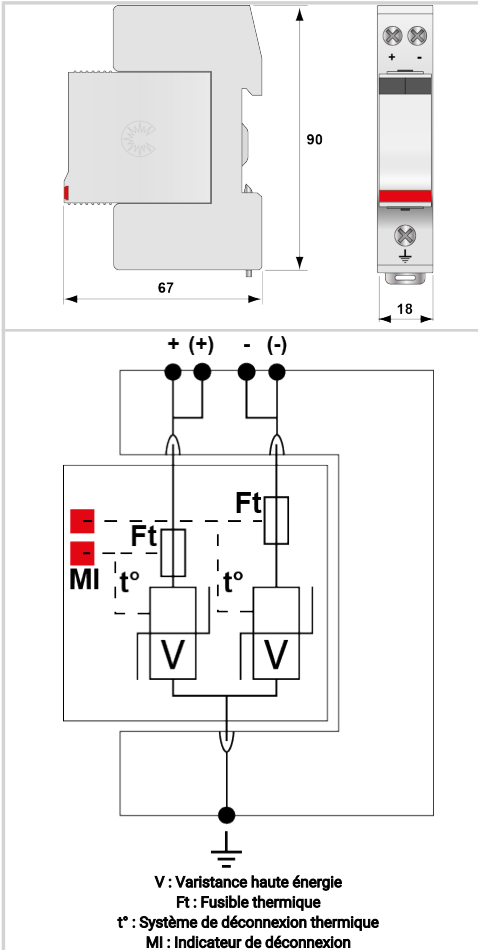 90
+ -
67
18
+ (+) - (-)
Ft
Ft
MI
t°
t°
V
V
V : Varistance haute énergie
Ft : Fusible thermique
t° : Système de déconnexion thermique
MI : Indicateur de déconnexion